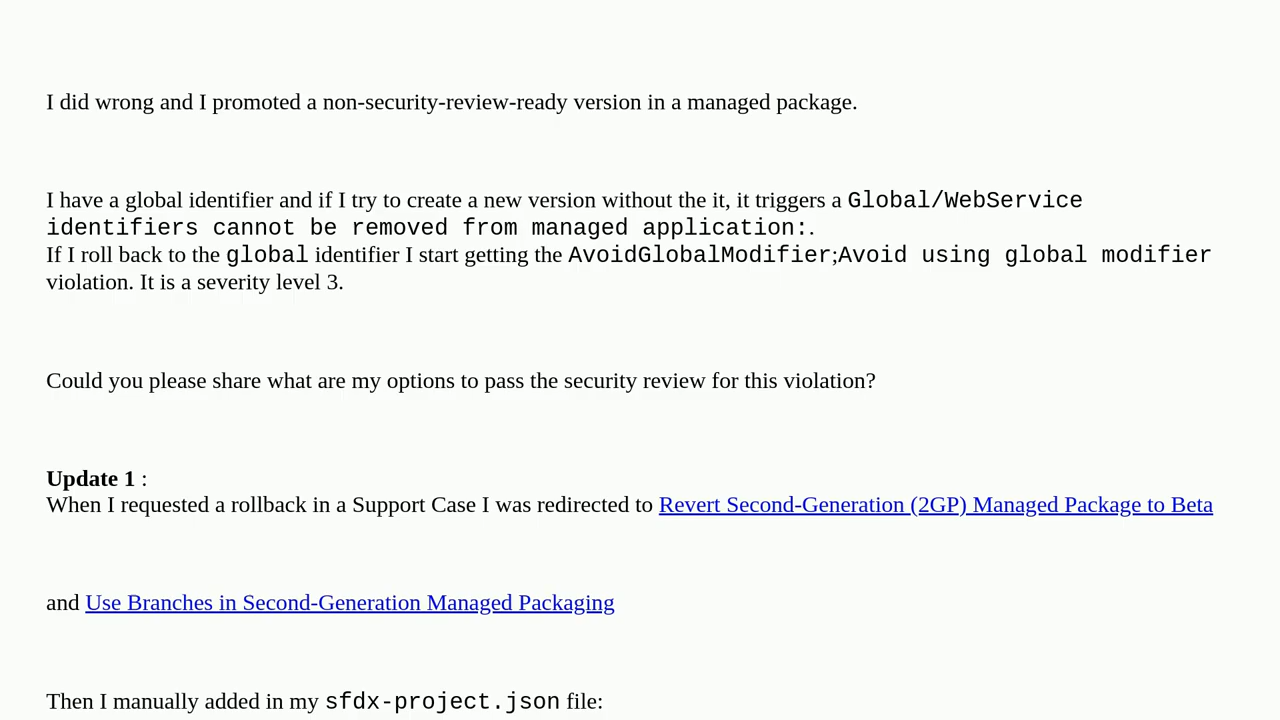 I did wrong and I promoted a non-security-review-ready version in a managed package.
I have a global identifier and if I try to create a new version without the it, it triggers a Global/WebService
identifiers cannot be removed from managed application:.
If I roll back to the global identifier I start getting the AvoidGlobalModifier;Avoid using global modifier
violation. It is a severity level 3.
Could you please share what are my options to pass the security review for this violation?
Update 1 :
When I requested a rollback in a Support Case I was redirected to Revert Second-Generation (2GP) Managed Package to Beta
and Use Branches in Second-Generation Managed Packaging
Then I manually added in my sfdx-project.json file: